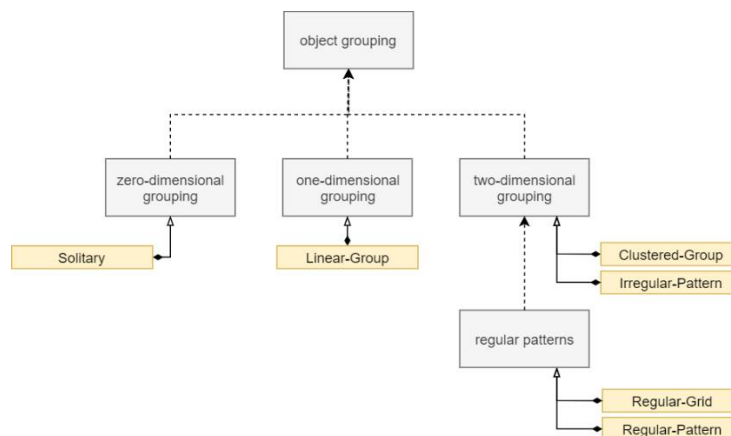 object grouping
zero-dimensional
grouping
one-dimensional
grouping
two-dimensional
grouping
Solitary
Linear-Group
Clustered-Group
Irregular-Pattern
regular patterns
Regular-Grid
Regular-Pattern